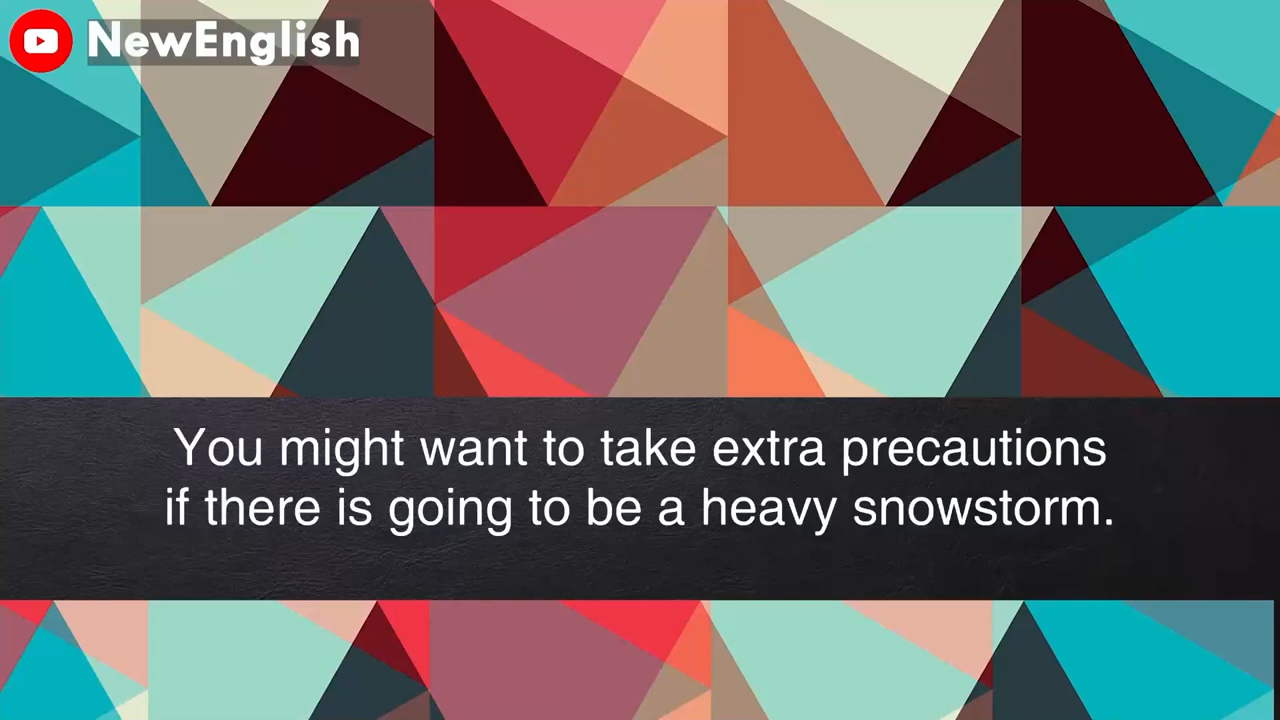 NewEnglish
You might want to take extra precautions
if there is going to be a heavy snowstorm.